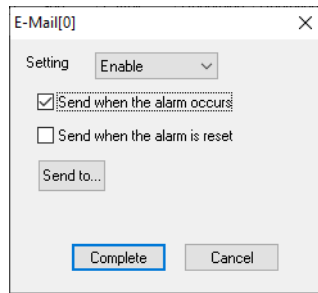 E-Mail[0]
Setting Enable
Send when the alarm occurs
Send when the alarm is reset
Send to...
Complete Cancel